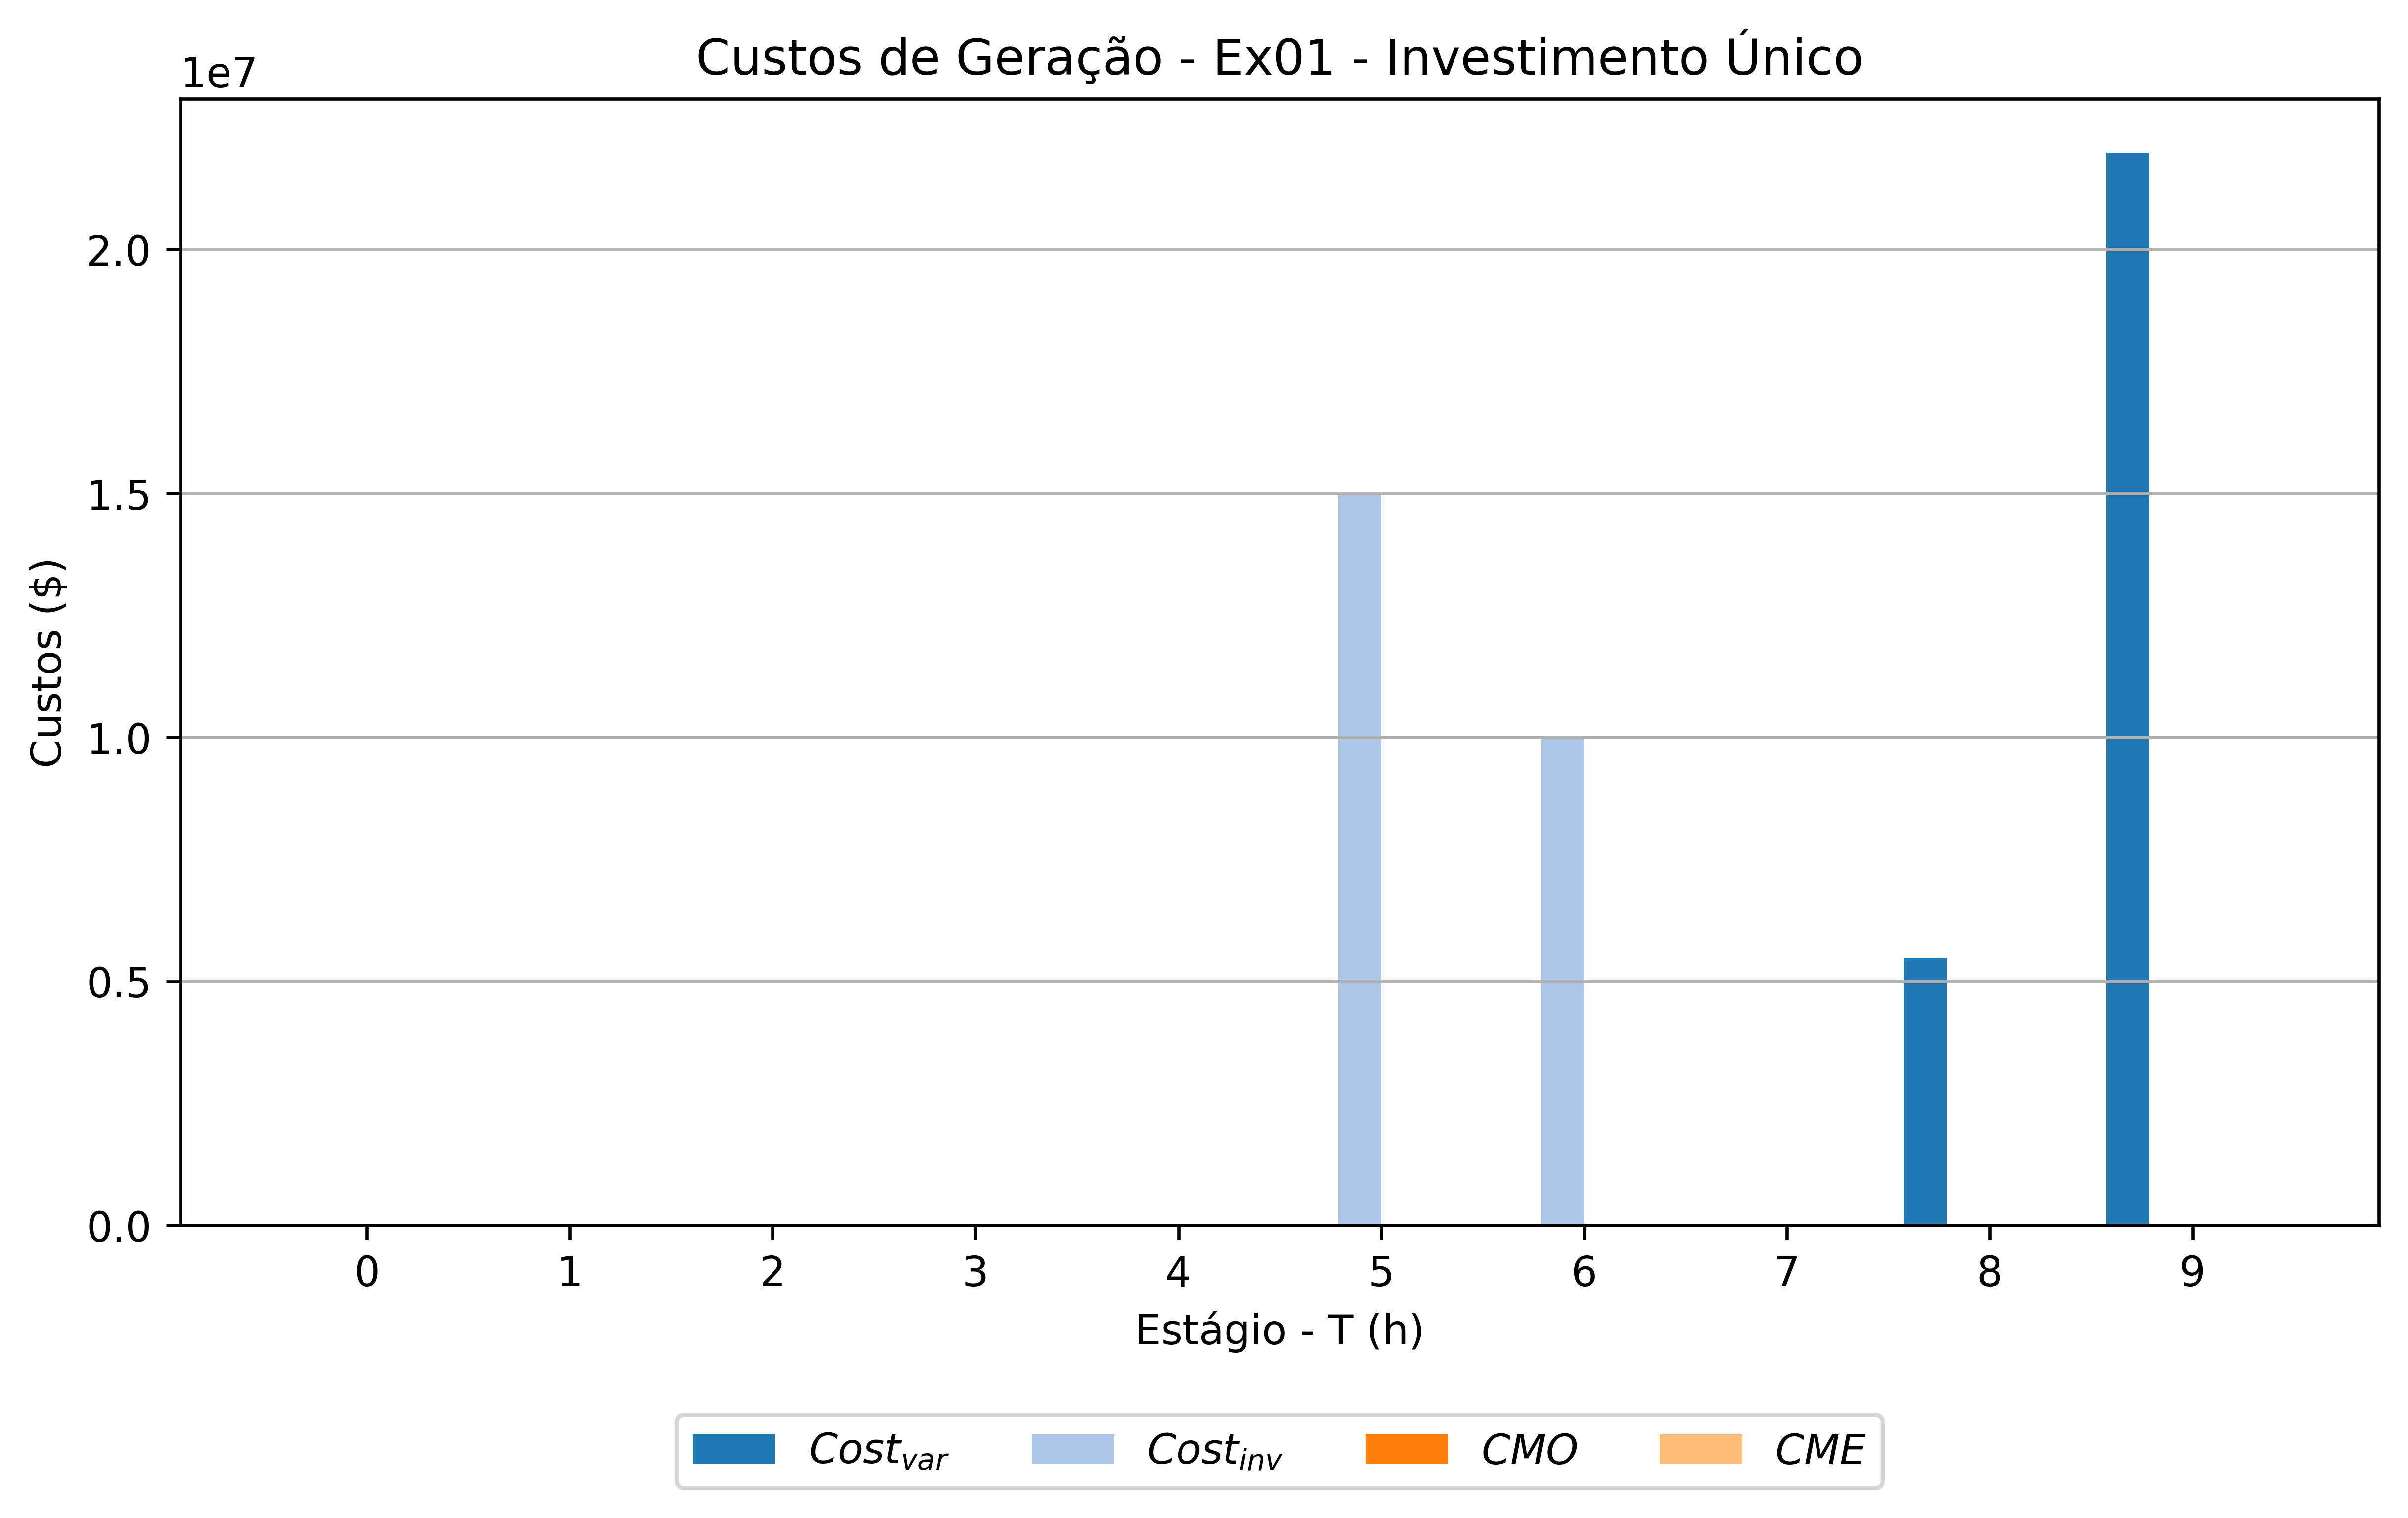 Custos de Geração - Ex01 - Investimento Único
1e7
2.0
1.5
1.0
0.5
0.0
Custos ($)
0 1 2 3 4 5 6 7 8 9
Estágio - T (h)
Cost_var Cost_inv CMO CME